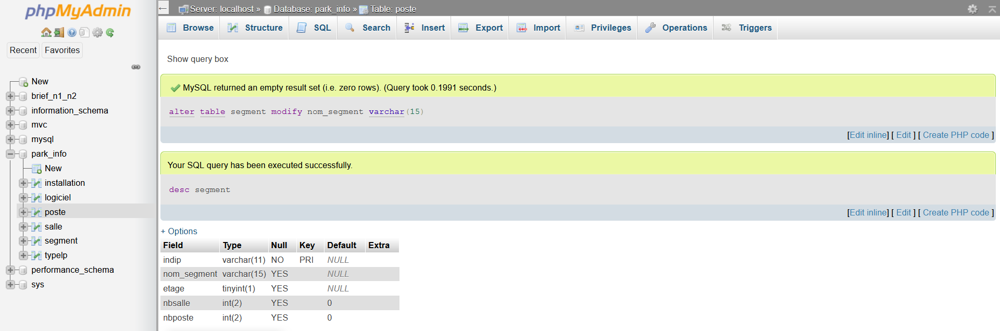 phpMyAdmin
Recent
Favorites
New
brief_n1_n2
information_schema
mvc
mysql
park_info
New
installation
logiciel
poste
salle
segment
typelp
performance_schema
sys
Server: localhost » Database: park_info » Table: poste
Browse
Structure
SQL
Search
Insert
Export
Import
Privileges
Operations
Triggers
Show query box
MySQL returned an empty result set (i.e. zero rows). (Query took 0.1991 seconds.)
alter table segment modify nom_segment varchar(15)
[Edit inline] [ Edit ] [ Create PHP code ]
Your SQL query has been executed successfully.
desc segment
[Edit inline] [ Edit ] [ Create PHP code ]
+ Options
Field Type Null Key Default Extra
indip varchar(11) NO PRI NULL
nom_segment varchar(15) YES NULL
etage tinyint(1) YES NULL
nbsalle int(2) YES 0
nbposte int(2) YES 0